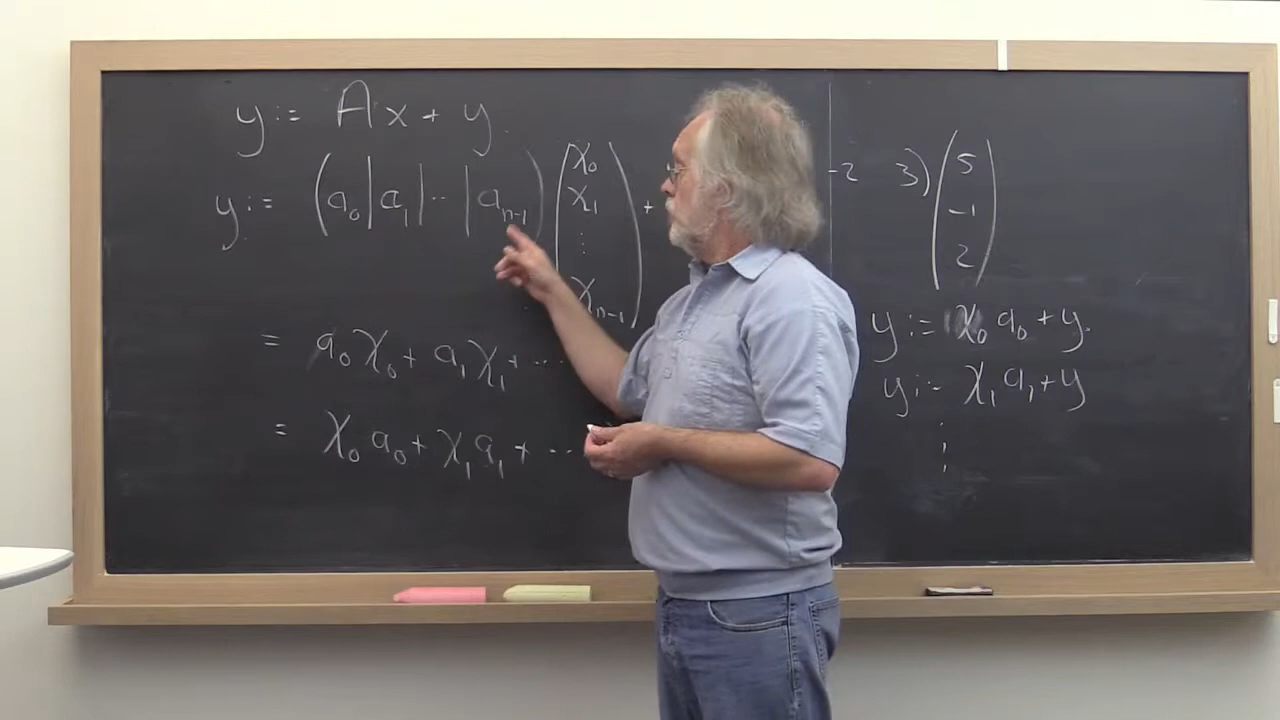 y := Ax + y
y := (a₀ | a₁ | ⋯ | aₙ₋₁) (χ₀ χ₁ ⋮ χₙ₋₁) +
= a₀χ₀ + a₁χ₁ + ⋯
= χ₀a₀ + χ₁a₁ + ⋯
-2 3) (5 -1 2)
y := χ₀a₀ + y
y := χ₁a₁ + y
⋮